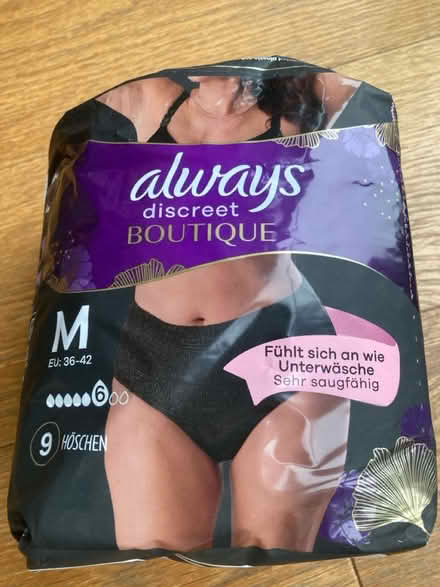 always
discreet
BOUTIQUE
M
EU: 36-42
6
9 HÖSCHEN
Fühlt sich an wie
Unterwäsche
Sehr saugfähig